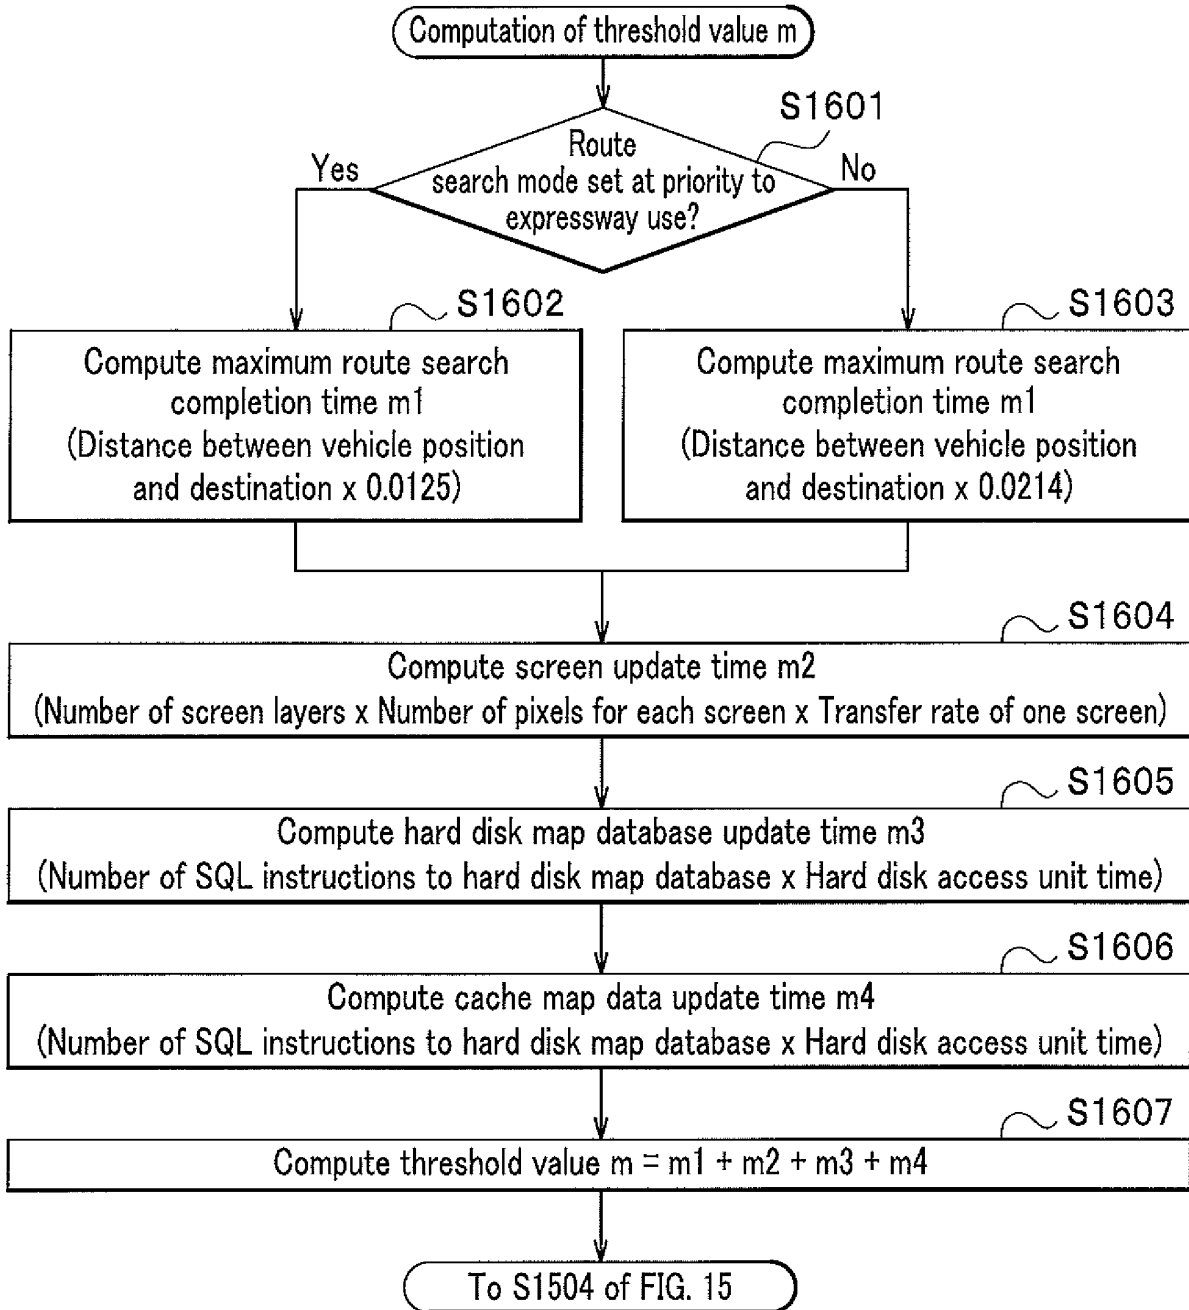 Computation of threshold value m
S1601
Route
search mode set at priority to
expressway use?
Yes
No
S1602
Compute maximum route search
completion time m1
(Distance between vehicle position
and destination x 0.0125)
S1603
Compute maximum route search
completion time m1
(Distance between vehicle position
and destination x 0.0214)
S1604
Compute screen update time m2
(Number of screen layers x Number of pixels for each screen x Transfer rate of one screen)
S1605
Compute hard disk map database update time m3
(Number of SQL instructions to hard disk map database x Hard disk access unit time)
S1606
Compute cache map data update time m4
(Number of SQL instructions to hard disk map database x Hard disk access unit time)
S1607
Compute threshold value m = m1 + m2 + m3 + m4
To S1504 of FIG. 15